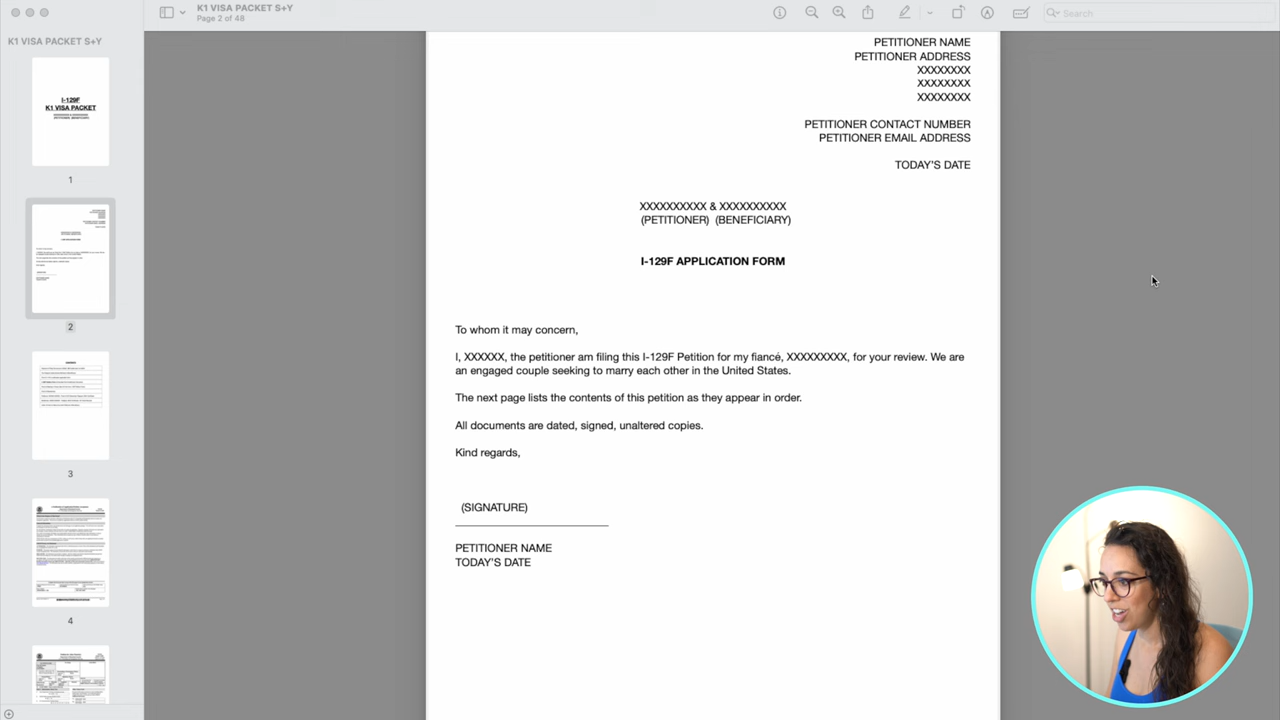 K1 VISA PACKET S+Y
Page 2 of 48
Search
K1 VISA PACKET S+Y
I-129F
K1 VISA PACKET
1
2
3
4
PETITIONER NAME
PETITIONER ADDRESS
XXXXXXXX
XXXXXXXX
XXXXXXXX
PETITIONER CONTACT NUMBER
PETITIONER EMAIL ADDRESS
TODAY'S DATE
XXXXXXXXXX & XXXXXXXXXX
(PETITIONER) (BENEFICIARY)
I-129F APPLICATION FORM
To whom it may concern,
I, XXXXXX, the petitioner am filing this I-129F Petition for my fiancé, XXXXXXXXX, for your review. We are
an engaged couple seeking to marry each other in the United States.
The next page lists the contents of this petition as they appear in order.
All documents are dated, signed, unaltered copies.
Kind regards,
(SIGNATURE)
PETITIONER NAME
TODAY'S DATE